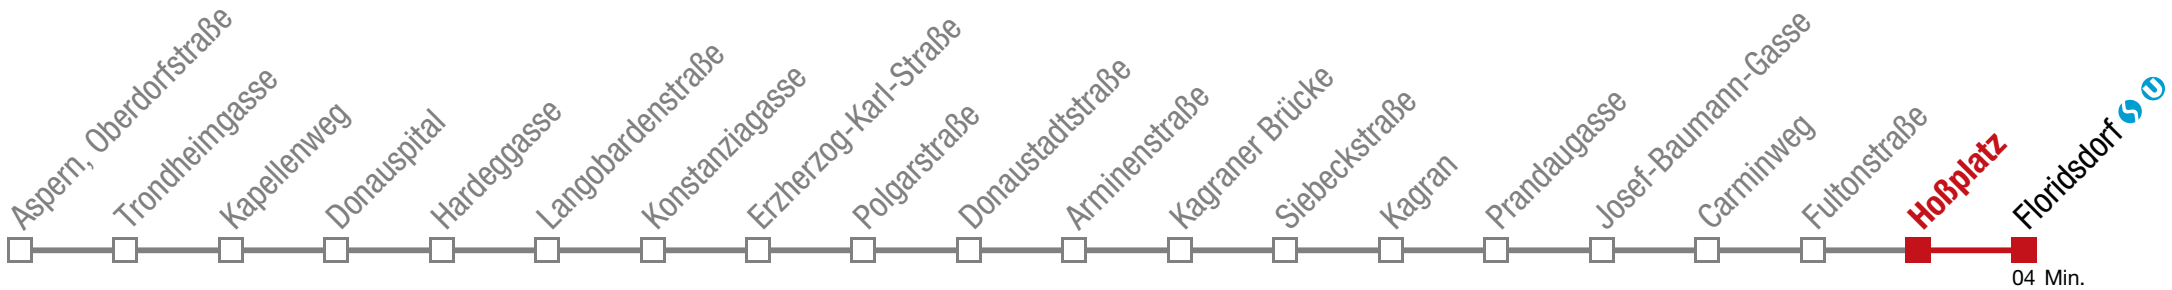 Aspern, Oberdorfstraße
Trondheimgasse
Kapellenweg
Donauspital
Hardeggasse
Langobardenstraße
Konstanziagasse
Erzherzog-Karl-Straße
Polgarstraße
Donaustadtstraße
Arminenstraße
Kagraner Brücke
Siebeckstraße
Kagran
Prandaugasse
Josef-Baumann-Gasse
Carminweg
Fultonstraße
Hoßplatz
Floridsdorf S U
04 Min.